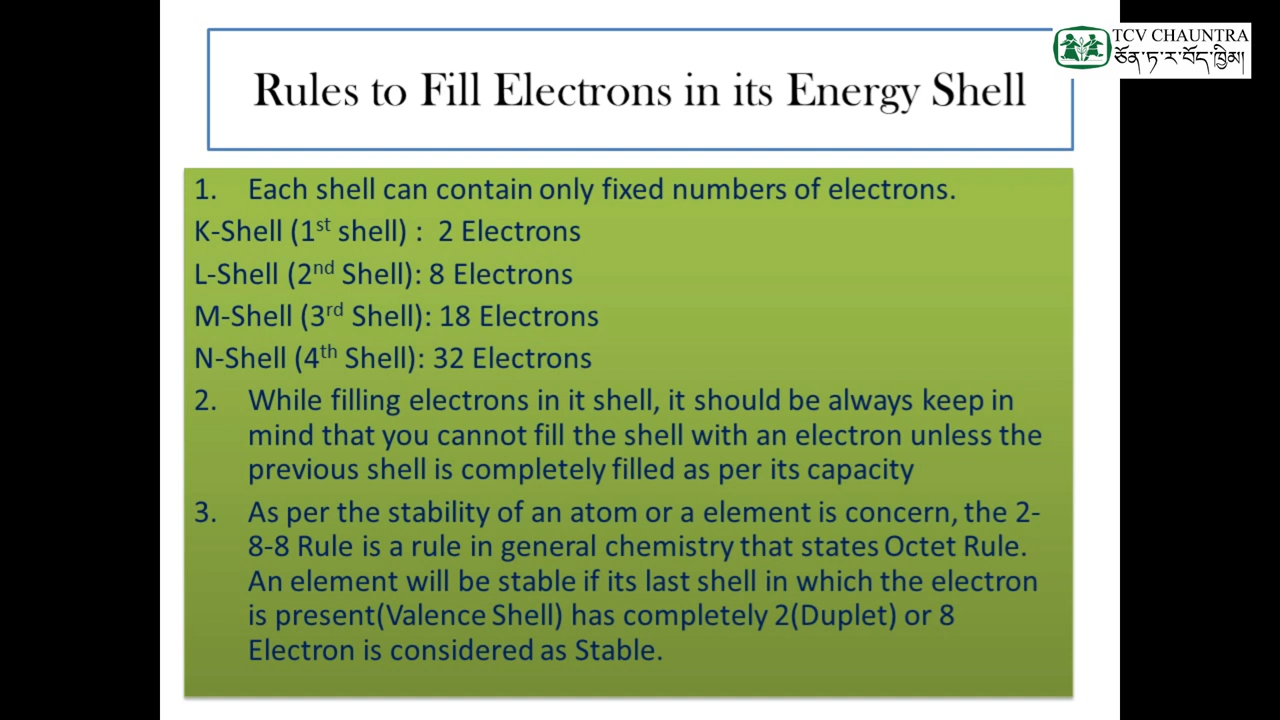 TCV CHAUNTRA
ཅོན་ཏ་ར་བོད་ཁྱིམ།
Rules to Fill Electrons in its Energy Shell
1. Each shell can contain only fixed numbers of electrons.
K-Shell (1st shell) : 2 Electrons
L-Shell (2nd Shell): 8 Electrons
M-Shell (3rd Shell): 18 Electrons
N-Shell (4th Shell): 32 Electrons
2. While filling electrons in it shell, it should be always keep in
mind that you cannot fill the shell with an electron unless the
previous shell is completely filled as per its capacity
3. As per the stability of an atom or a element is concern, the 2-
8-8 Rule is a rule in general chemistry that states Octet Rule.
An element will be stable if its last shell in which the electron
is present(Valence Shell) has completely 2(Duplet) or 8
Electron is considered as Stable.